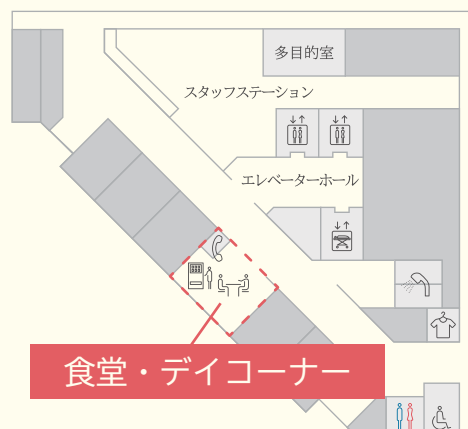 多目的室
スタッフステーション
エレベーターホール
食堂・デイコーナー